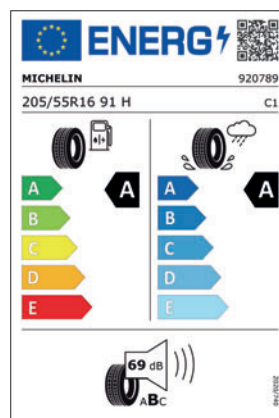 ENERG
MICHELIN 920789
205/55R16 91 H C1
A A A A
B B
C C
D D
E E
69 dB
ABC
2020/740